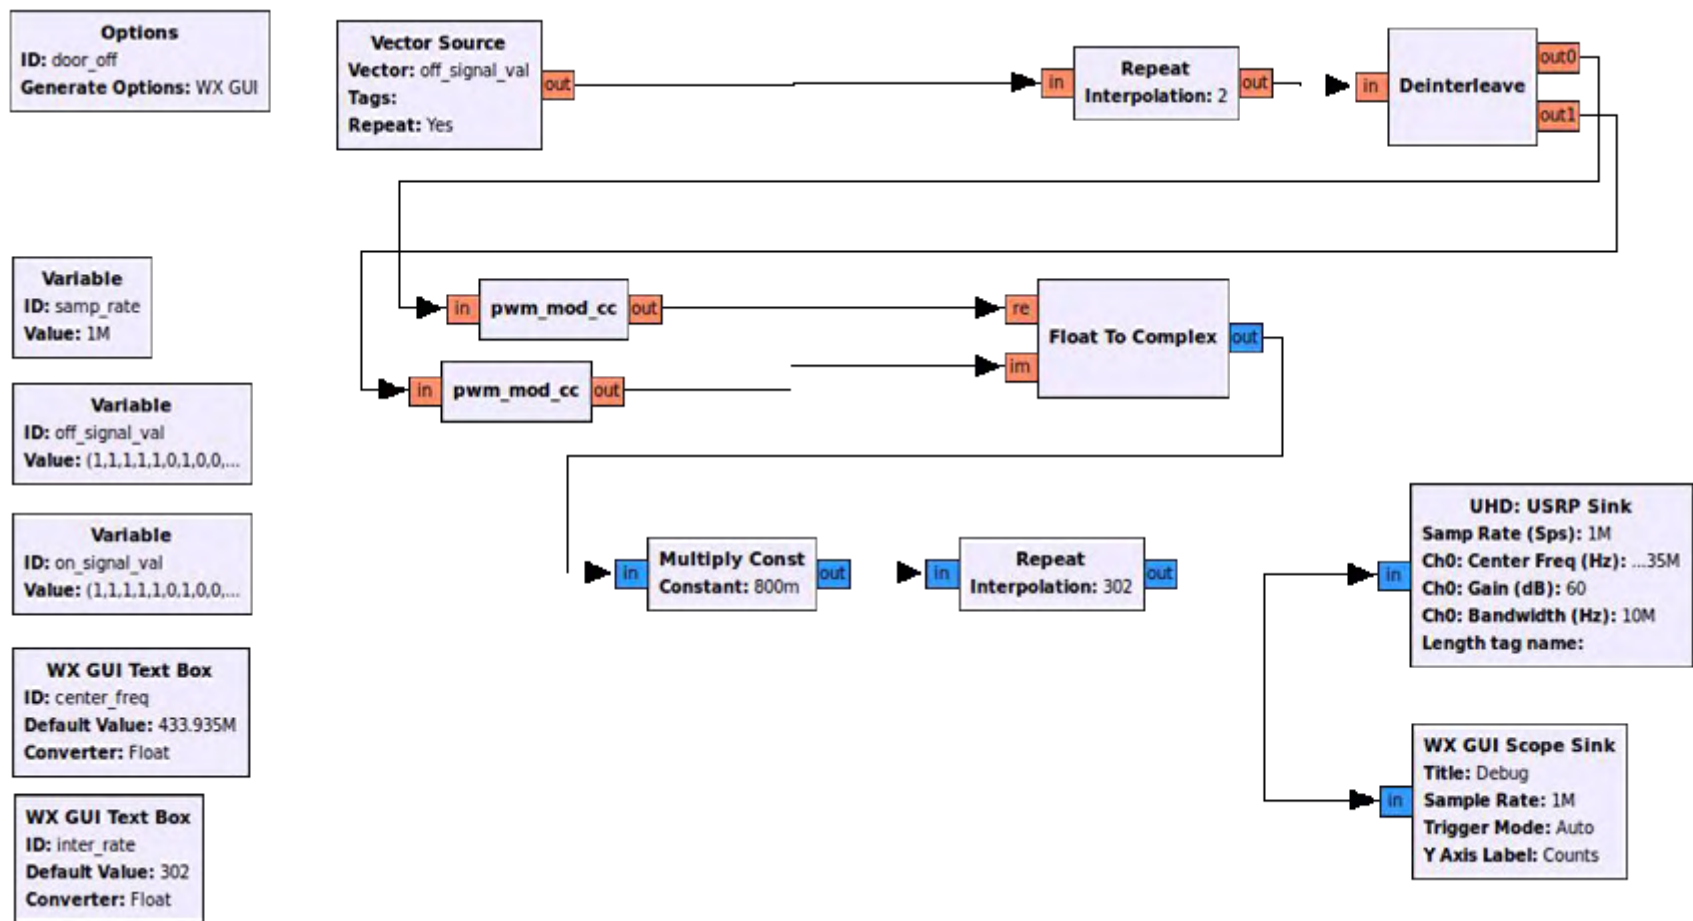 Options
ID: door_off
Generate Options: WX GUI
Vector Source
Vector: off_signal_val
Tags:
Repeat: Yes
out
in
Repeat
Interpolation: 2
out
in
Deinterleave
out0
out1
Variable
ID: samp_rate
Value: 1M
in
pwm_mod_cc
out
in
pwm_mod_cc
out
re
im
Float To Complex
out
Variable
ID: off_signal_val
Value: (1,1,1,1,1,0,1,0,0,...
Variable
ID: on_signal_val
Value: (1,1,1,1,1,0,1,0,0,...
in
Multiply Const
Constant: 800m
out
in
Repeat
Interpolation: 302
out
in
UHD: USRP Sink
Samp Rate (Sps): 1M
Ch0: Center Freq (Hz): ...35M
Ch0: Gain (dB): 60
Ch0: Bandwidth (Hz): 10M
Length tag name:
WX GUI Text Box
ID: center_freq
Default Value: 433.935M
Converter: Float
in
WX GUI Scope Sink
Title: Debug
Sample Rate: 1M
Trigger Mode: Auto
Y Axis Label: Counts
WX GUI Text Box
ID: inter_rate
Default Value: 302
Converter: Float